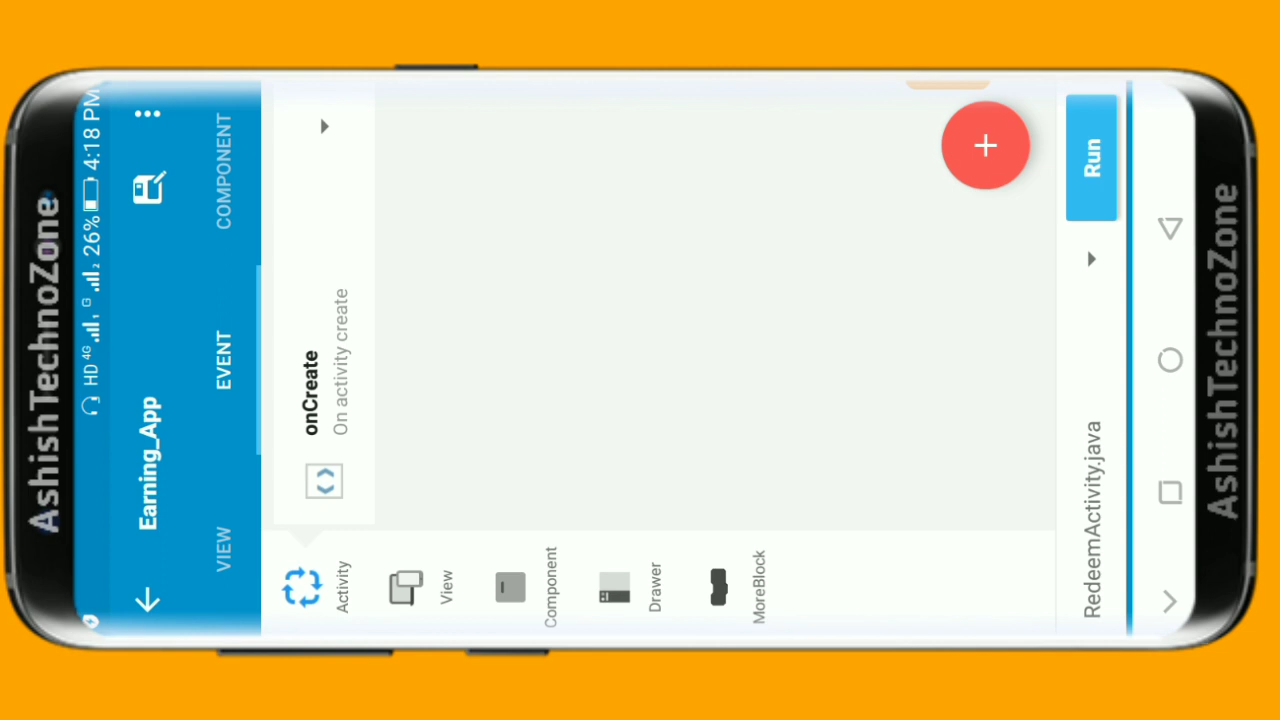 AshishTechnoZone
HD 4G G 2 26% 4:18 PM
Earning_App
VIEW EVENT COMPONENT
Activity
onCreate
On activity create
View
Component
Drawer
MoreBlock
+
RedeemActivity.java Run
AshishTechnoZone